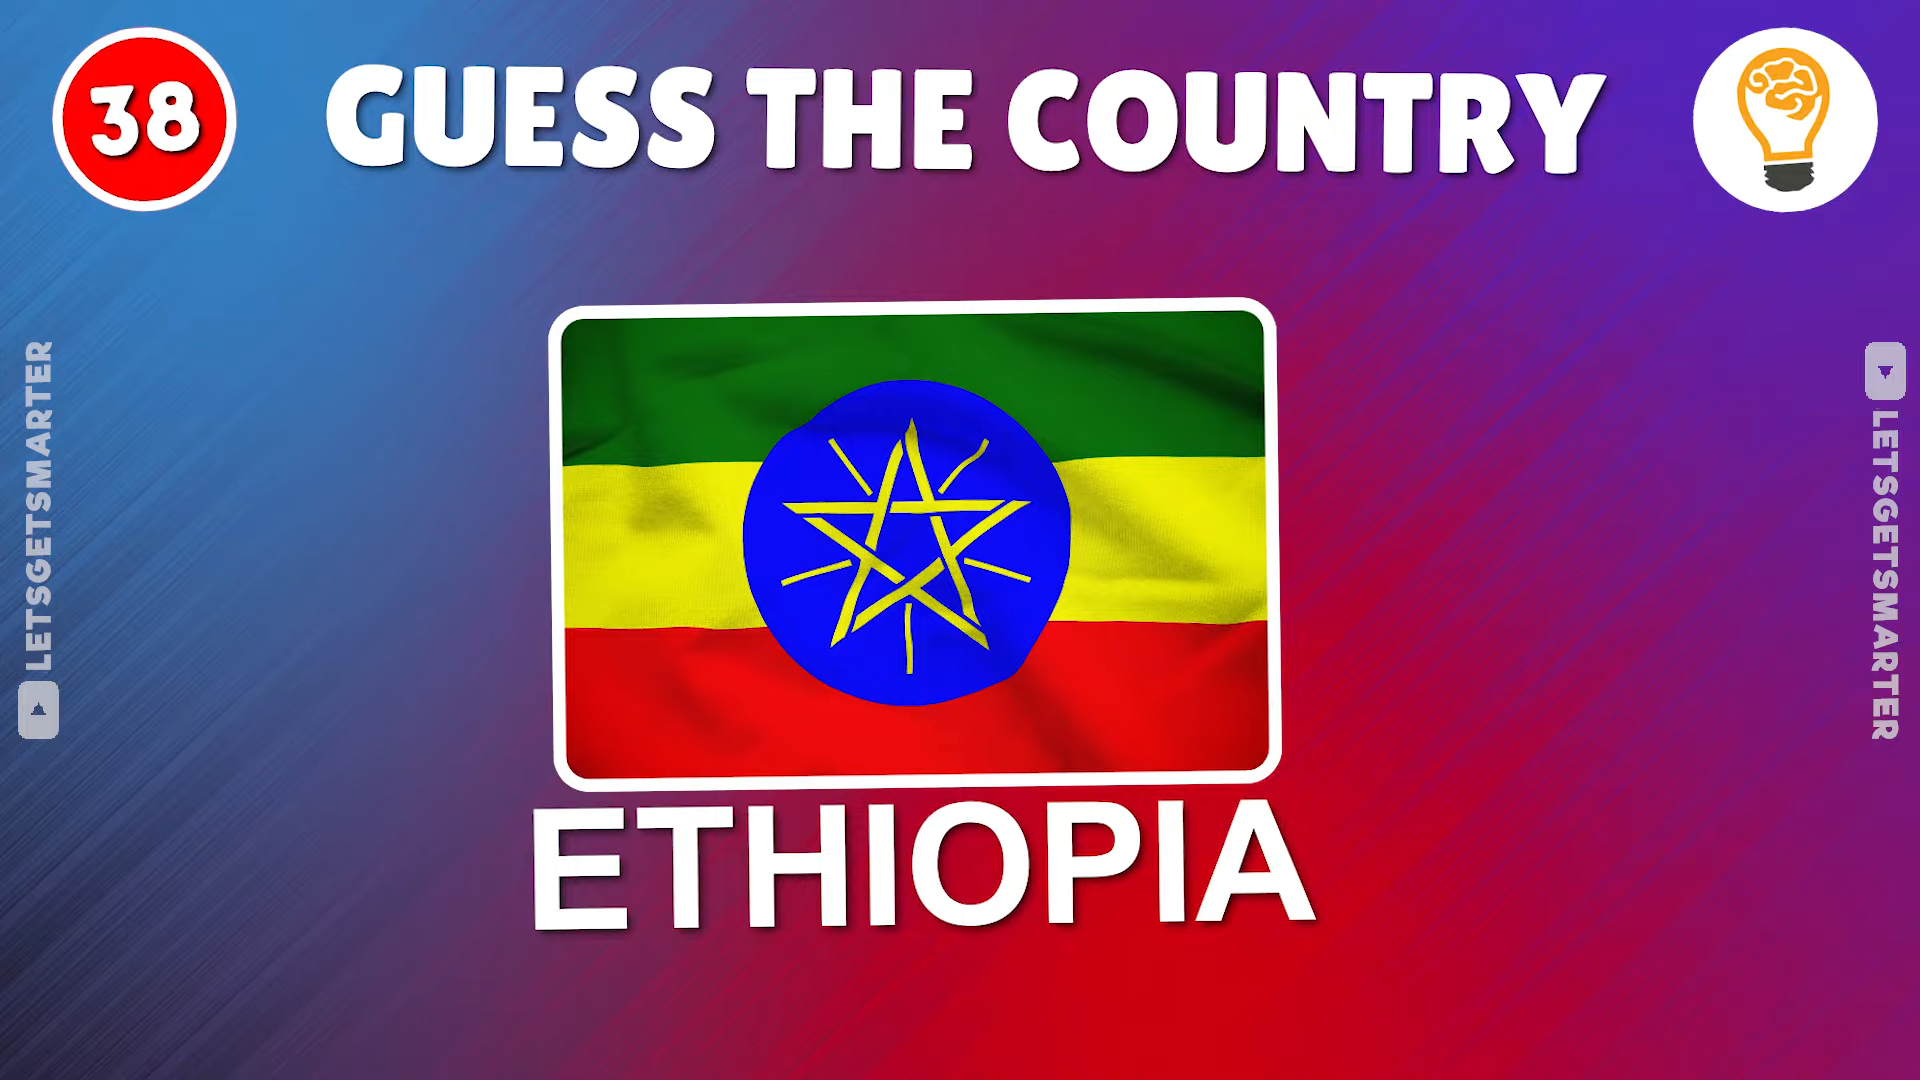 38
GUESS THE COUNTRY
LETSGETSMARTER
LETSGETSMARTER
ETHIOPIA